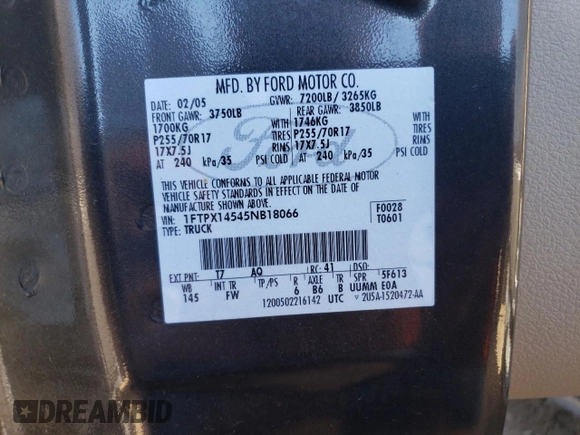 MFD. BY FORD MOTOR CO.
DATE: 02/05 GVWR: 7200LB/ 3265KG
FRONT GAWR: 3750LB REAR GAWR: 3850LB
1700KG WITH 1746KG WITH
P255/70R17 TIRES P255/70R17 TIRES
17X7.5J RIMS 17X7.5J RIMS
AT 240 kPa/35 PSI COLD AT 240 kPa/35 PSI COLD
THIS VEHICLE CONFORMS TO ALL APPLICABLE FEDERAL MOTOR
VEHICLE SAFETY STANDARDS IN EFFECT ON THE DATE OF
MANUFACTURE SHOWN ABOVE.
VIN: 1FTPX14545NB18066 F0028
TYPE: TRUCK T0601
EXT PNT: T7 AQ RC: 41 DSO:
WB INT TR TP/PS R AXLE TR SPR 5F613
145 FW 6 B6 B UUMM E0A
1200502216142 UTC 2U5A-1520472-AA
Ford
DREAMBID